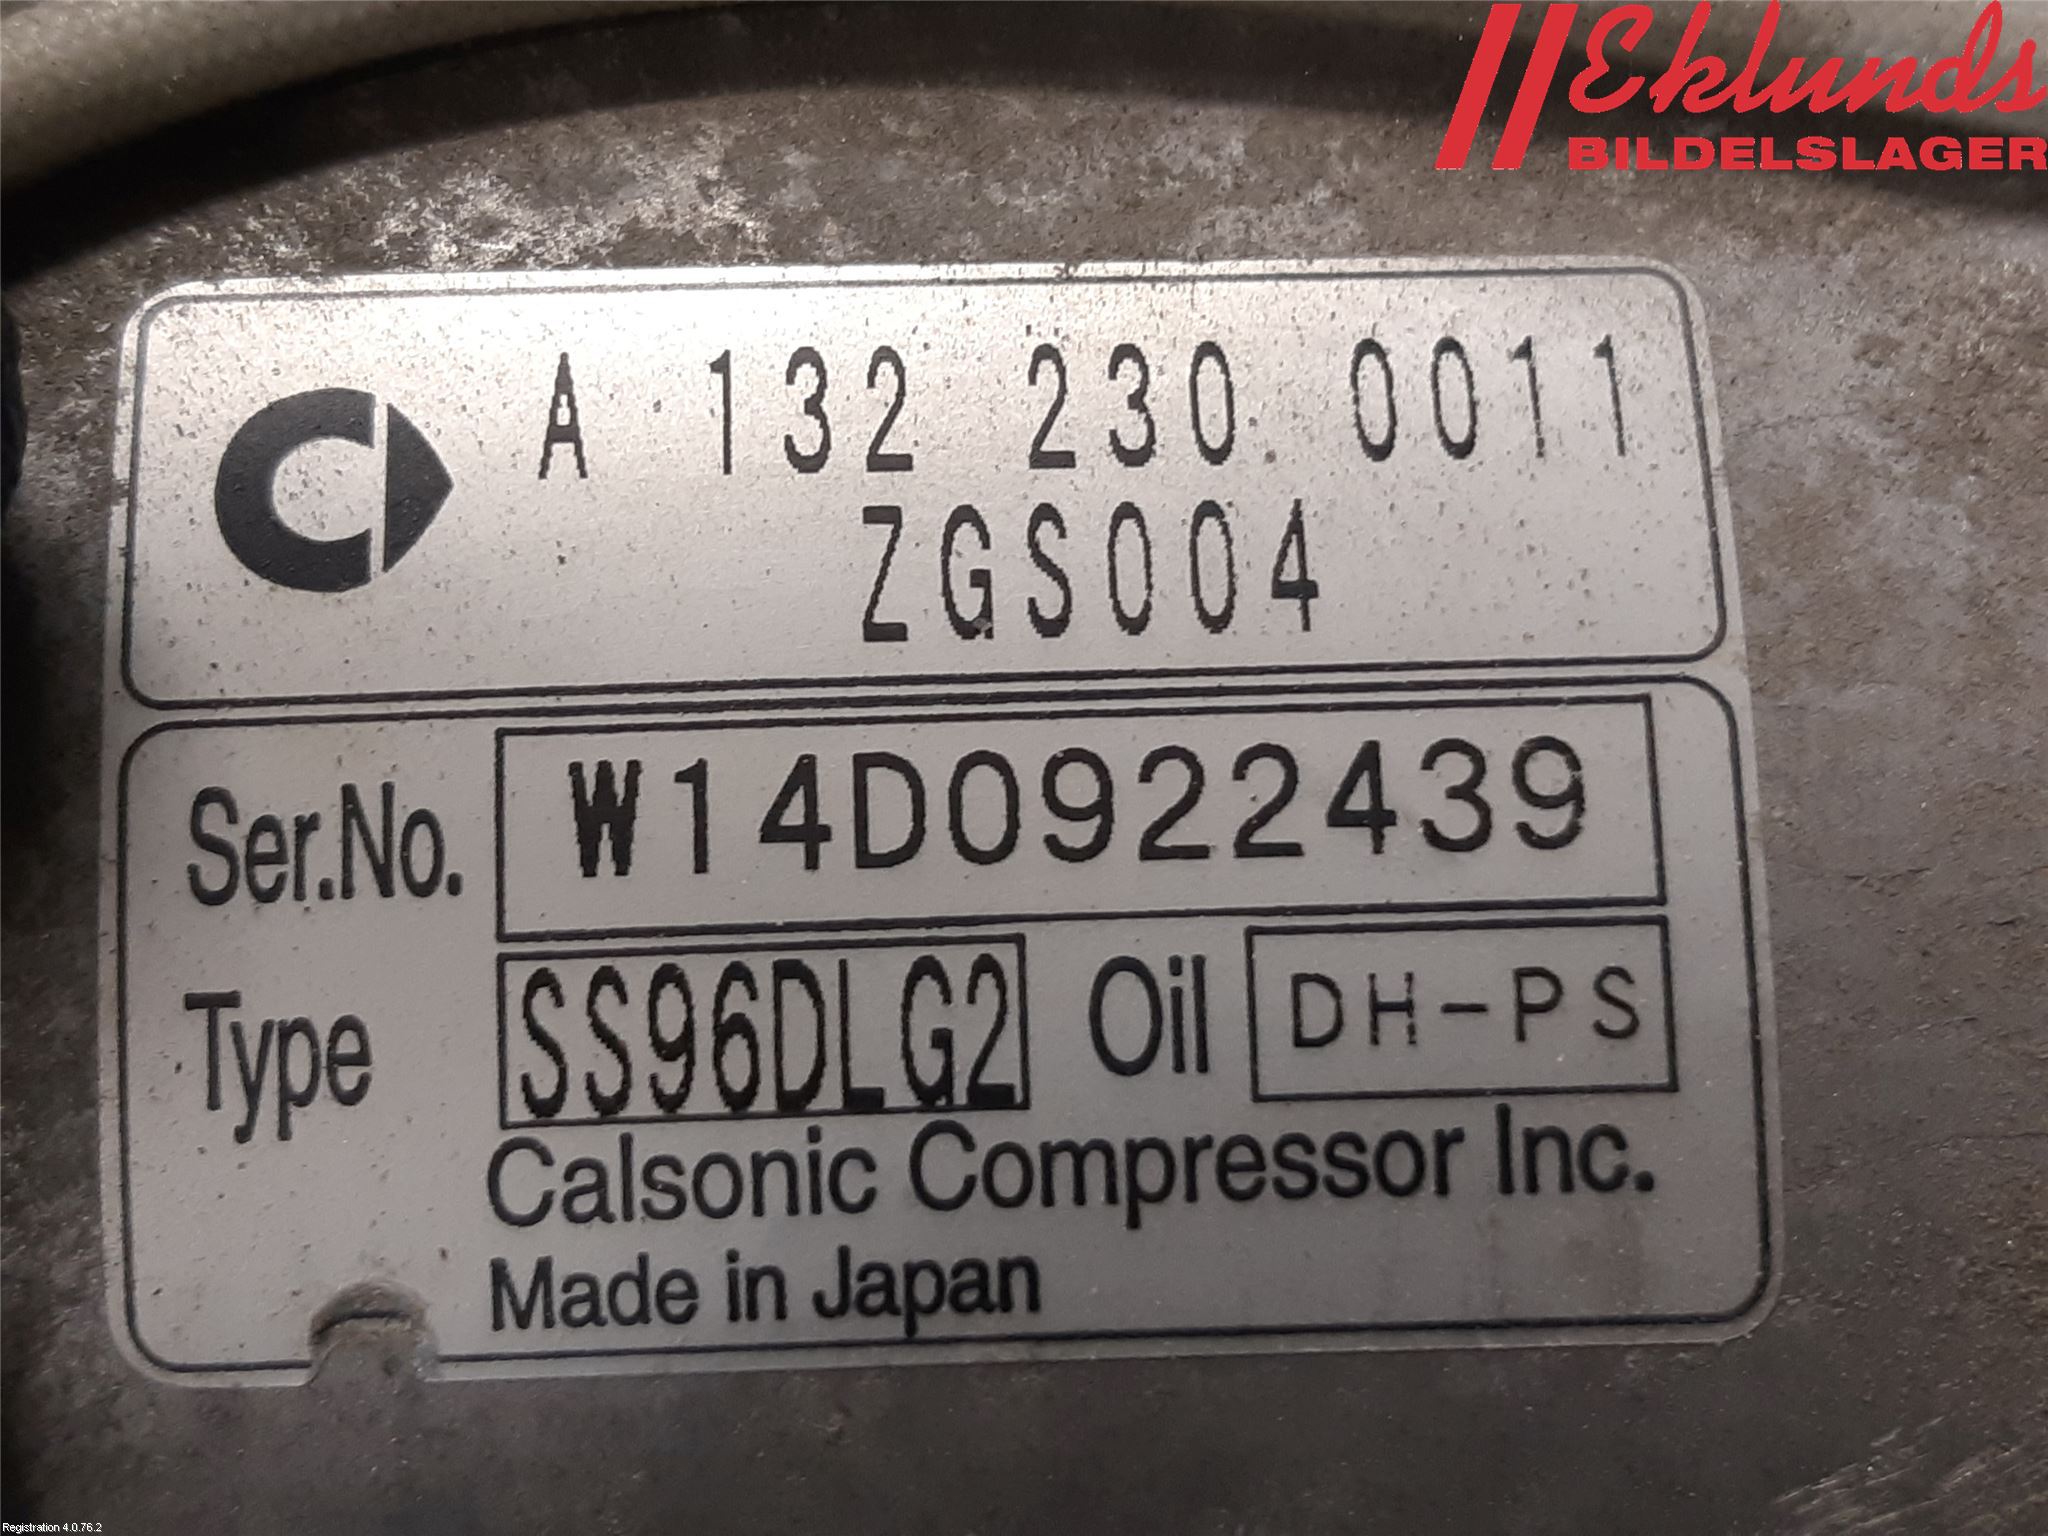 Eklunds
BILDELSLAGER
A 132 230 0011
ZGS004
Ser.No. W14D0922439
Type SS96DLG2 Oil DH-PS
Calsonic Compressor Inc.
Made in Japan
Registration 4.0.76.2